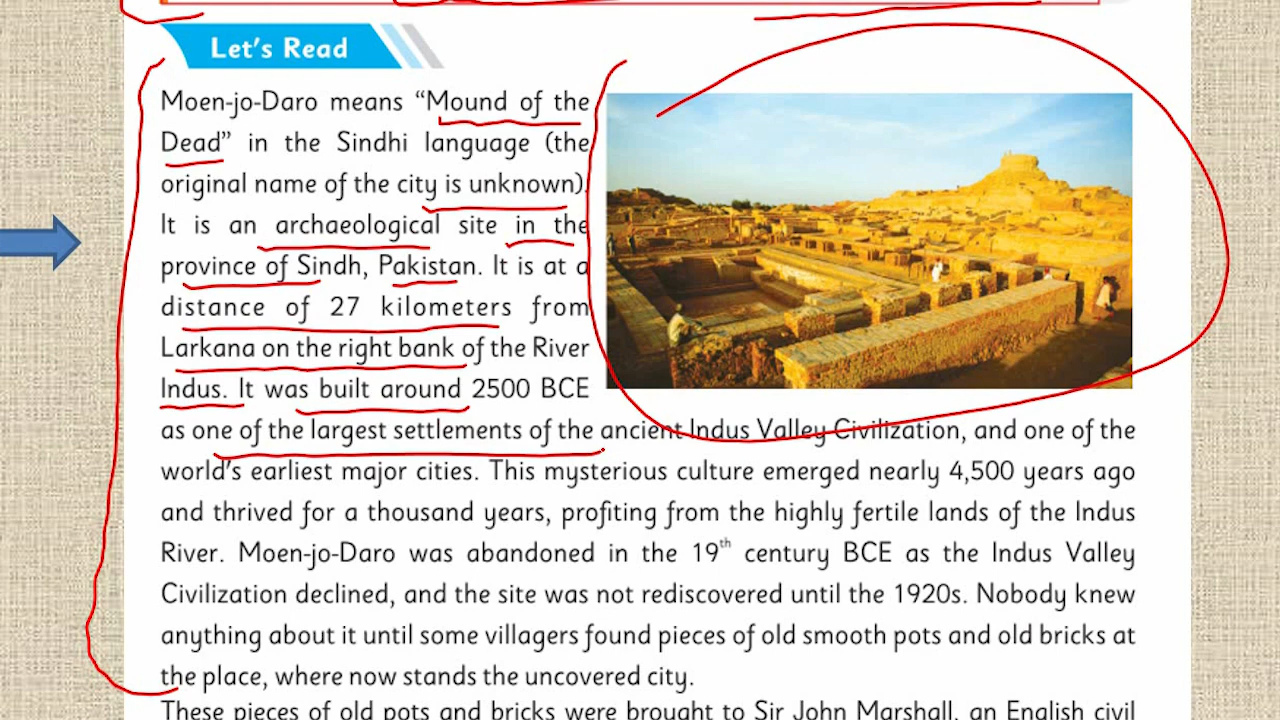 Let's Read
Moen-jo-Daro means “Mound of the
Dead” in the Sindhi language (the
original name of the city is unknown).
It is an archaeological site in the
province of Sindh, Pakistan. It is at a
distance of 27 kilometers from
Larkana on the right bank of the River
Indus. It was built around 2500 BCE
as one of the largest settlements of the ancient Indus Valley Civilization, and one of the
world's earliest major cities. This mysterious culture emerged nearly 4,500 years ago
and thrived for a thousand years, profiting from the highly fertile lands of the Indus
River. Moen-jo-Daro was abandoned in the 19th century BCE as the Indus Valley
Civilization declined, and the site was not rediscovered until the 1920s. Nobody knew
anything about it until some villagers found pieces of old smooth pots and old bricks at
the place, where now stands the uncovered city.
These pieces of old pots and bricks were brought to Sir John Marshall, an English civil